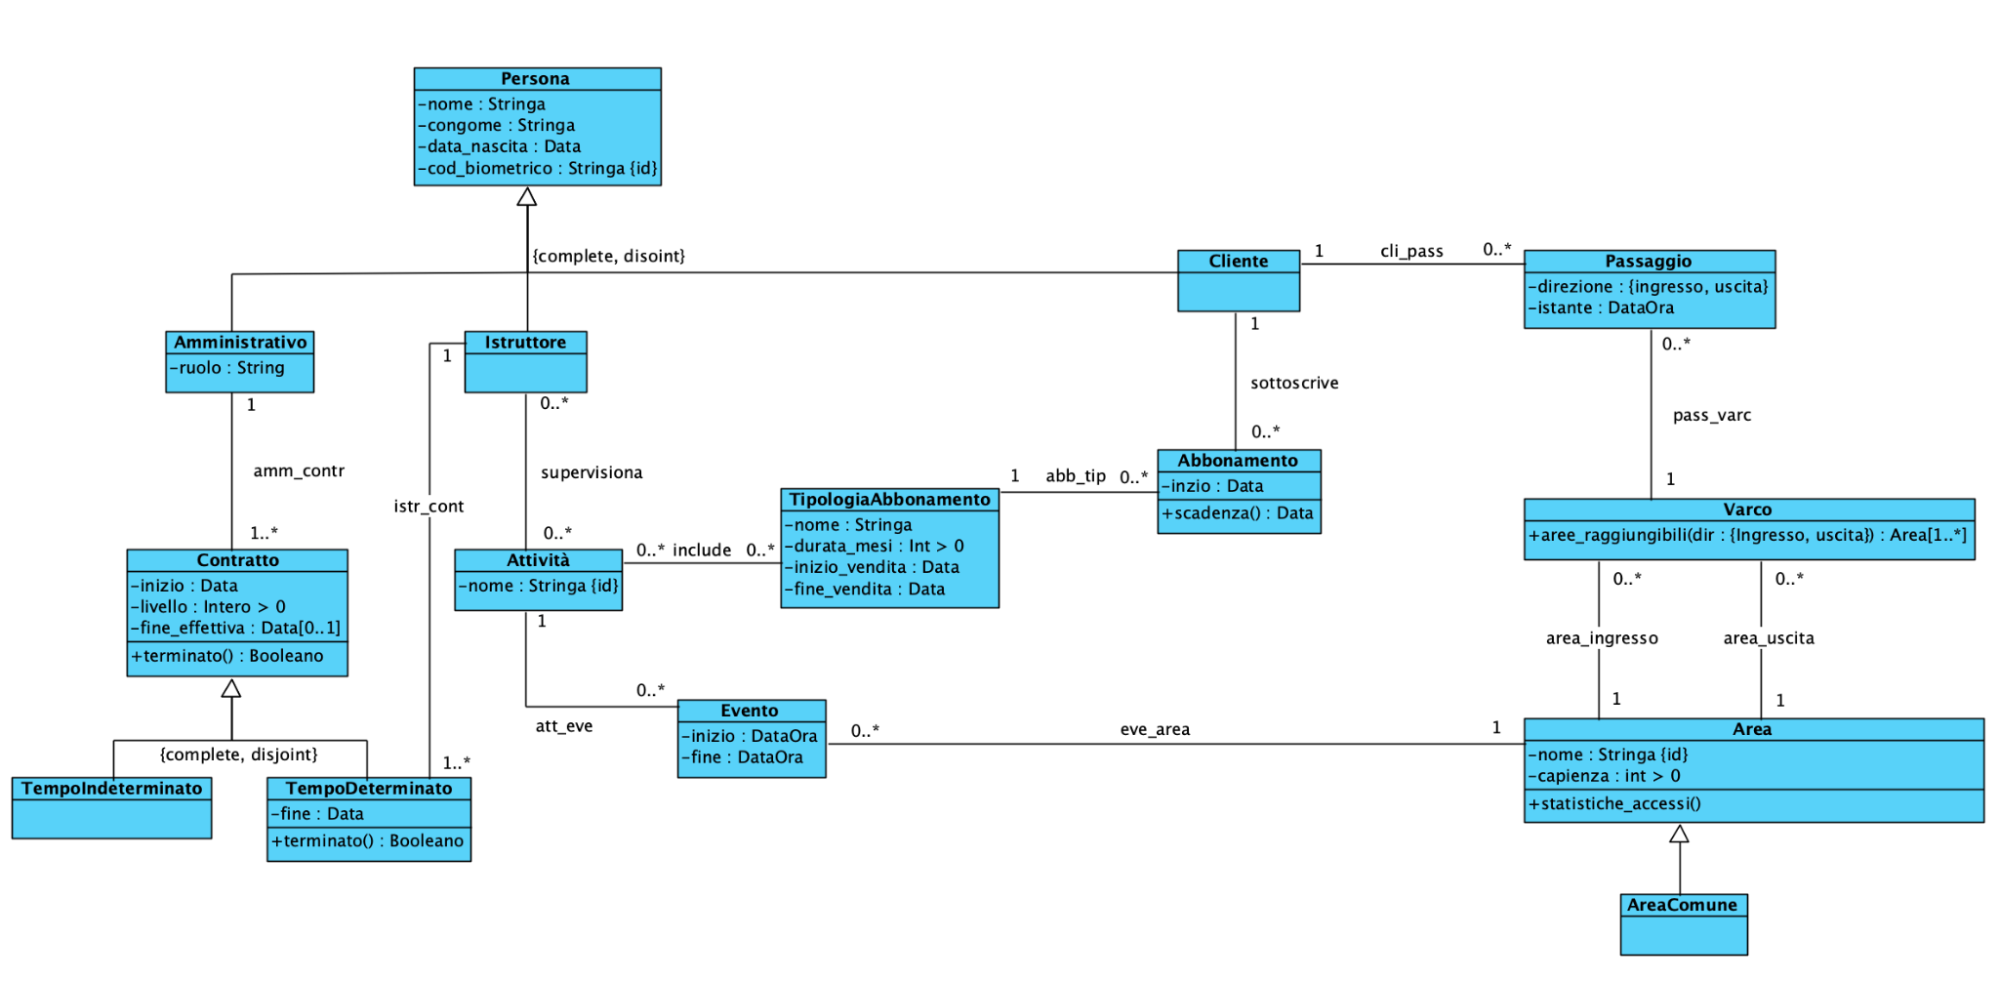 Persona
-nome : Stringa
-congome : Stringa
-data_nascita : Data
-cod_biometrico : Stringa {id}
{complete, disoint}
Cliente
1
cli_pass
0..*
Passaggio
-direzione : {ingresso, uscita}
-istante : DataOra
Amministrativo
-ruolo : String
1
Istruttore
1
0..*
1
sottoscrive
0..*
0..*
pass_varc
1
amm_contr
1..*
istr_cont
supervisiona
0..*
Abbonamento
-inzio : Data
+scadenza() : Data
1
abb_tip
0..*
TipologiaAbbonamento
-nome : Stringa
-durata_mesi : Int > 0
-inizio_vendita : Data
-fine_vendita : Data
Varco
+aree_raggiungibili(dir : {Ingresso, uscita}) : Area[1..*]
Contratto
-inizio : Data
-livello : Intero > 0
-fine_effettiva : Data[0..1]
+terminato() : Booleano
Attività
-nome : Stringa {id}
0..*
include
0..*
1
0..*
0..*
area_ingresso
area_uscita
1
1
0..*
att_eve
Evento
-inizio : DataOra
-fine : DataOra
0..*
eve_area
1
Area
-nome : Stringa {id}
-capienza : int > 0
+statistiche_accessi()
{complete, disjoint}
1..*
TempoIndeterminato
TempoDeterminato
-fine : Data
+terminato() : Booleano
AreaComune